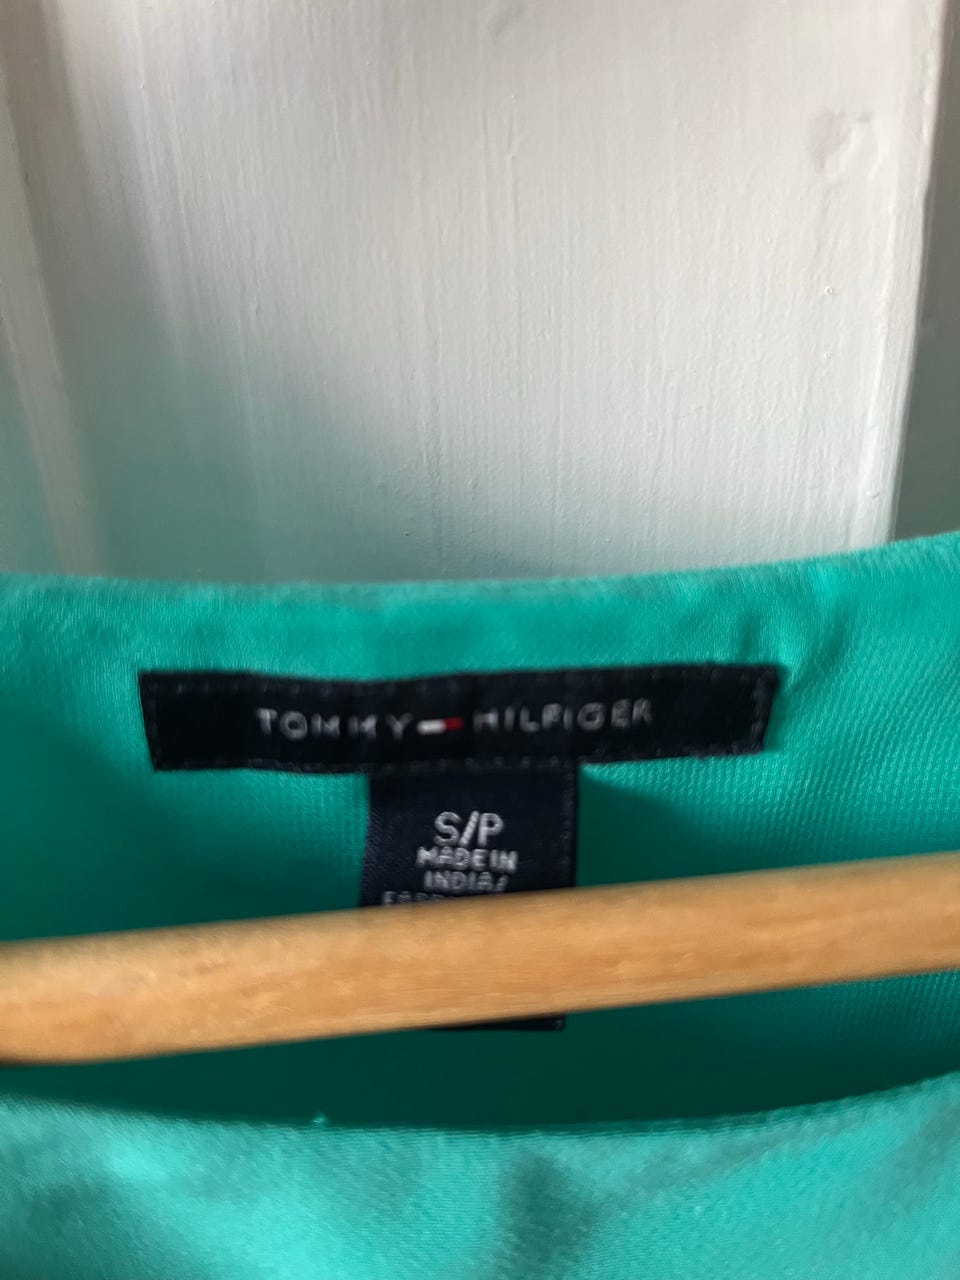 TOMMY HILFIGER
S/P
MADE IN
INDIA/